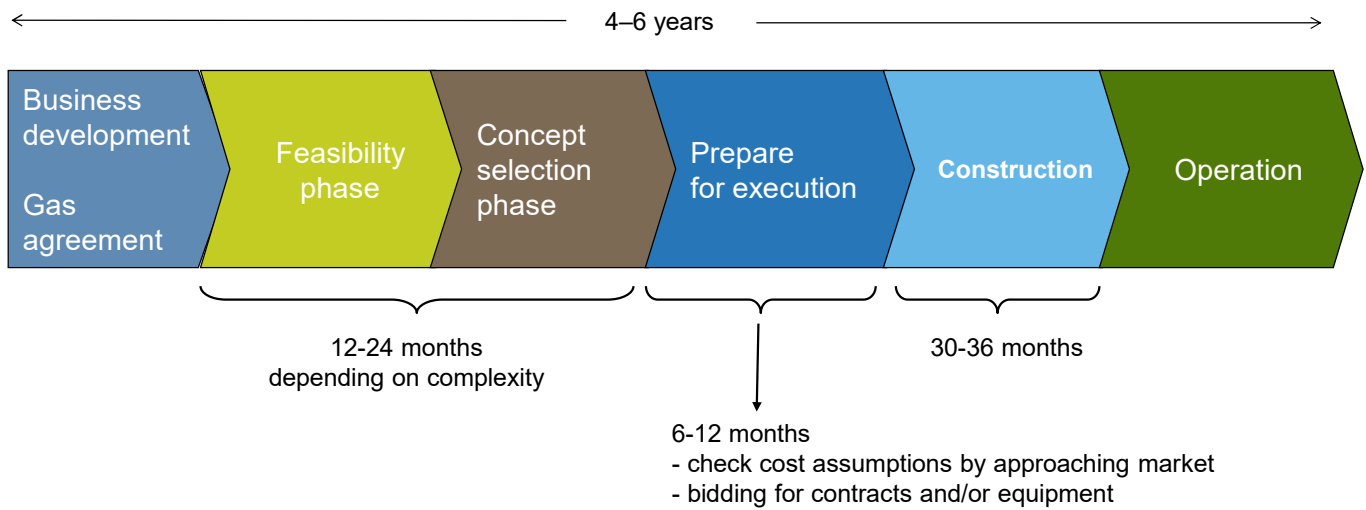 4–6 years
Business
development
Gas
agreement
Feasibility
phase
Concept
selection
phase
Prepare
for execution
Construction
Operation
12-24 months
depending on complexity
30-36 months
6-12 months
- check cost assumptions by approaching market
- bidding for contracts and/or equipment